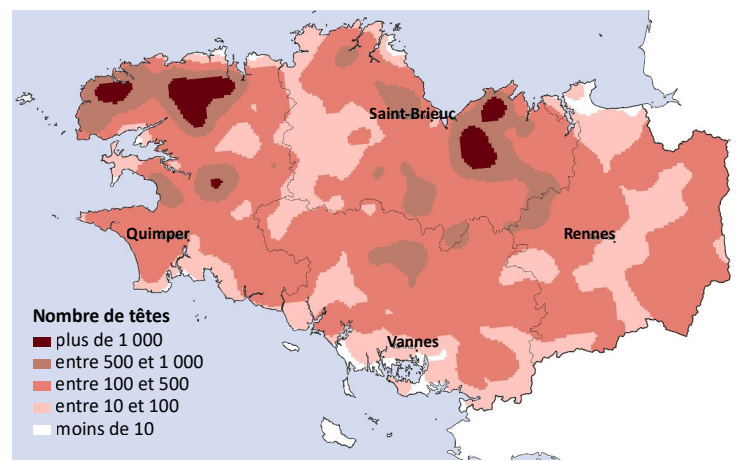 Saint-Brieuc
Quimper
Rennes
Vannes
Nombre de têtes
plus de 1 000
entre 500 et 1 000
entre 100 et 500
entre 10 et 100
moins de 10